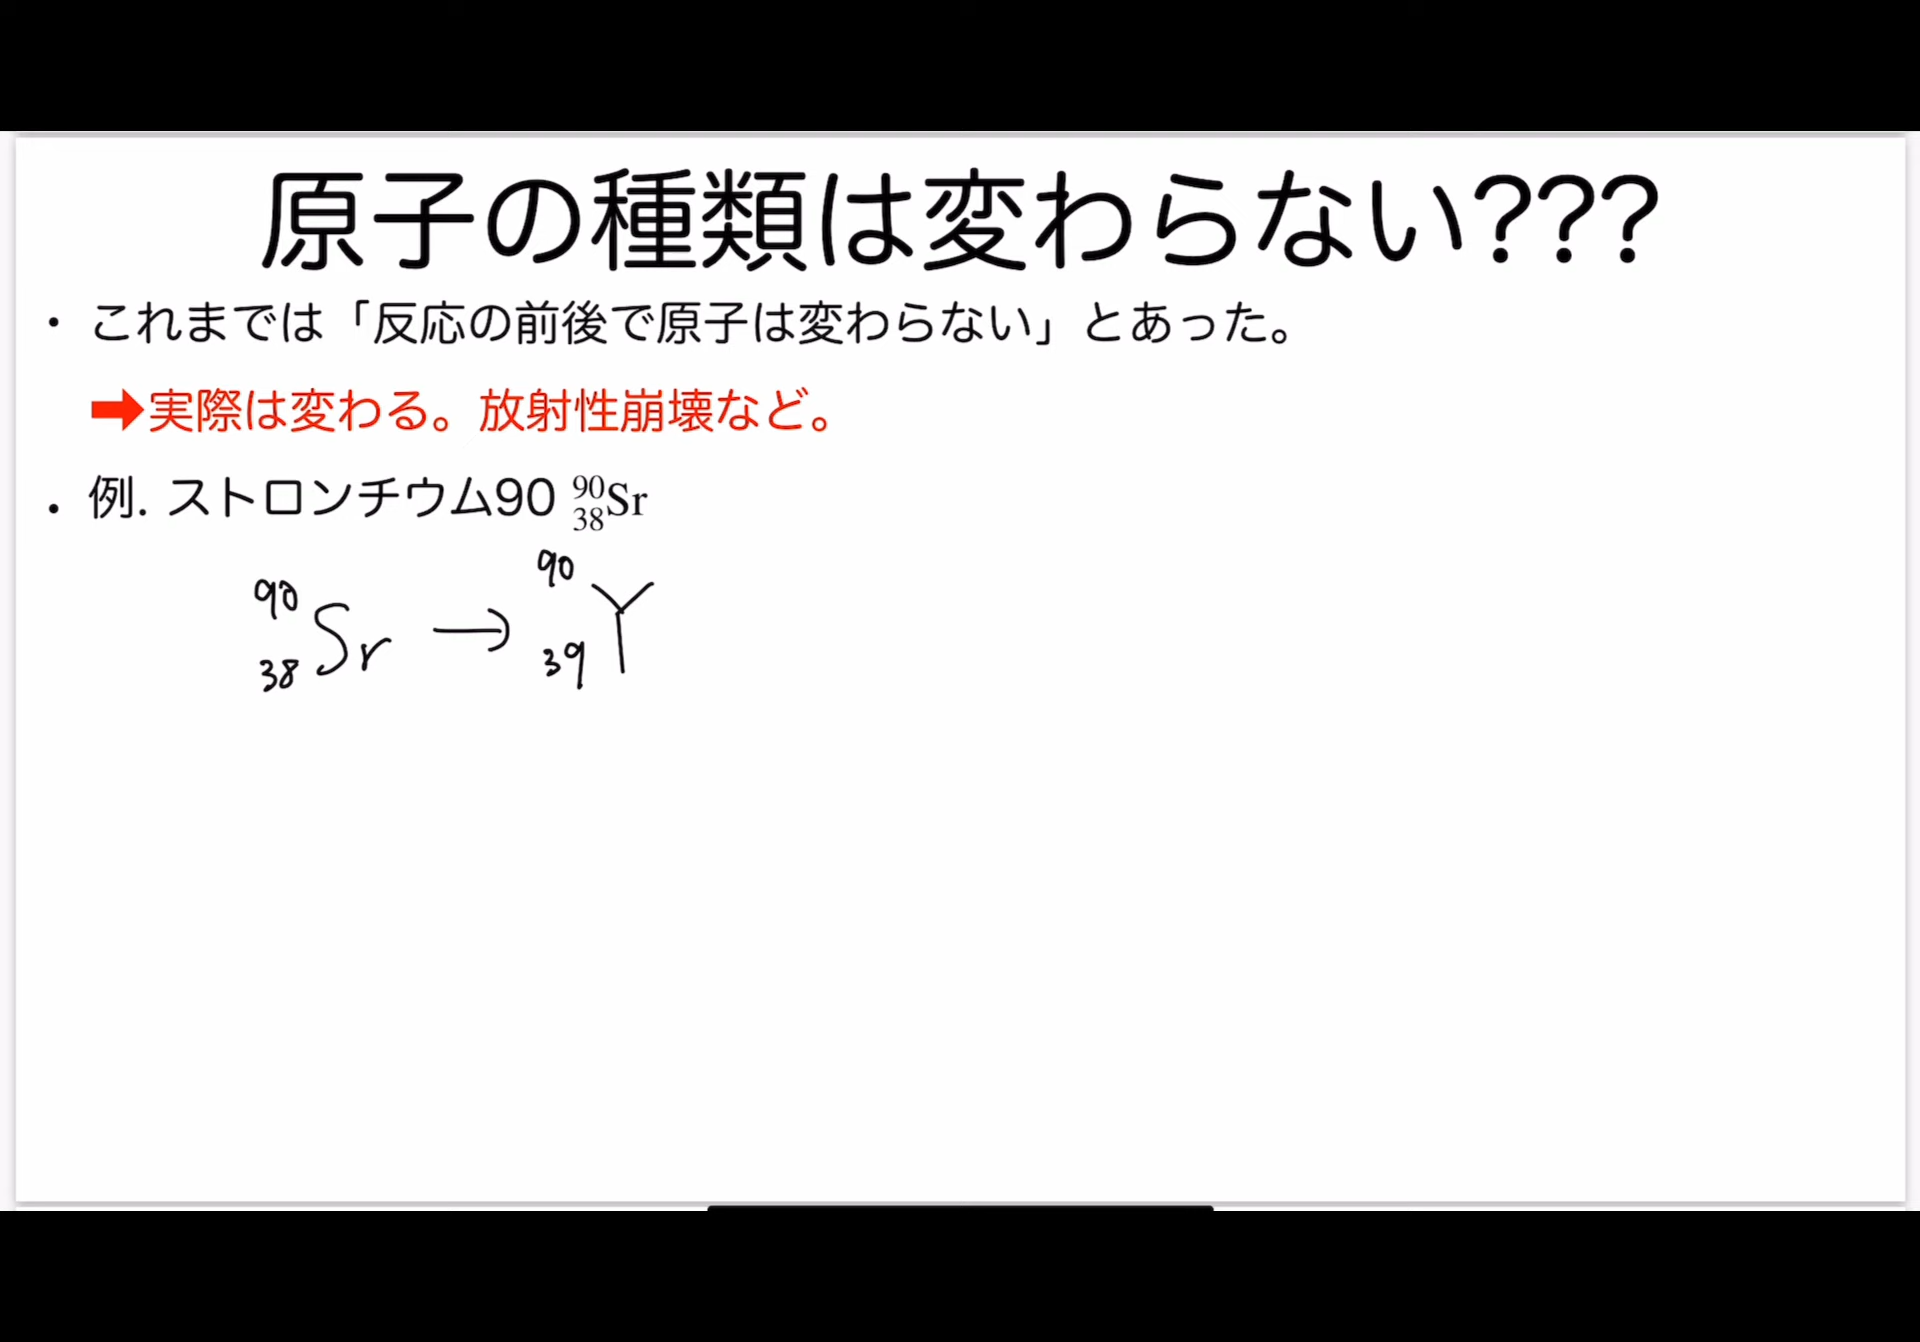 原子の種類は変わらない???
・これまでは「反応の前後で原子は変わらない」とあった。
➡実際は変わる。放射性崩壊など。
・例. ストロンチウム90 ⁹⁰₃₈Sr
⁹⁰₃₈Sr → ⁹⁰₃₉Y